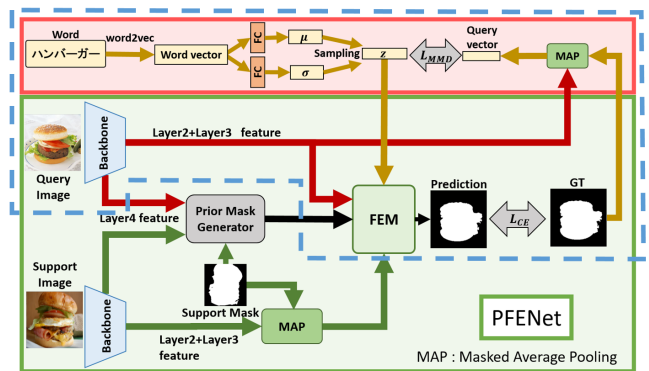 Word
word2vec
ハンバーガー
Word vector
FC
FC
μ
σ
Sampling
z
L_MMD
Query
vector
MAP
Backbone
Layer2+Layer3 feature
Query
Image
Layer4 feature
Prior Mask
Generator
FEM
Prediction
L_CE
GT
Support
Image
Backbone
Support Mask
MAP
Layer2+Layer3
feature
PFENet
MAP : Masked Average Pooling